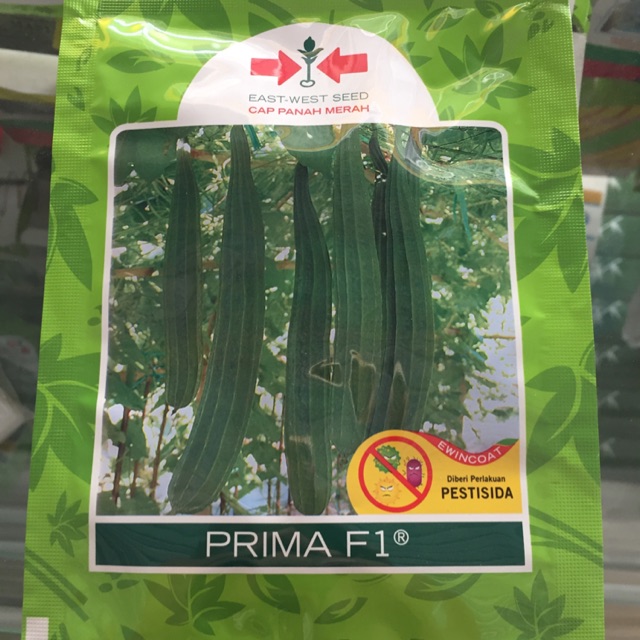 EAST-WEST SEED
CAP PANAH MERAH
EWINCOAT
Diberi Perlakuan
PESTISIDA
PRIMA F1®